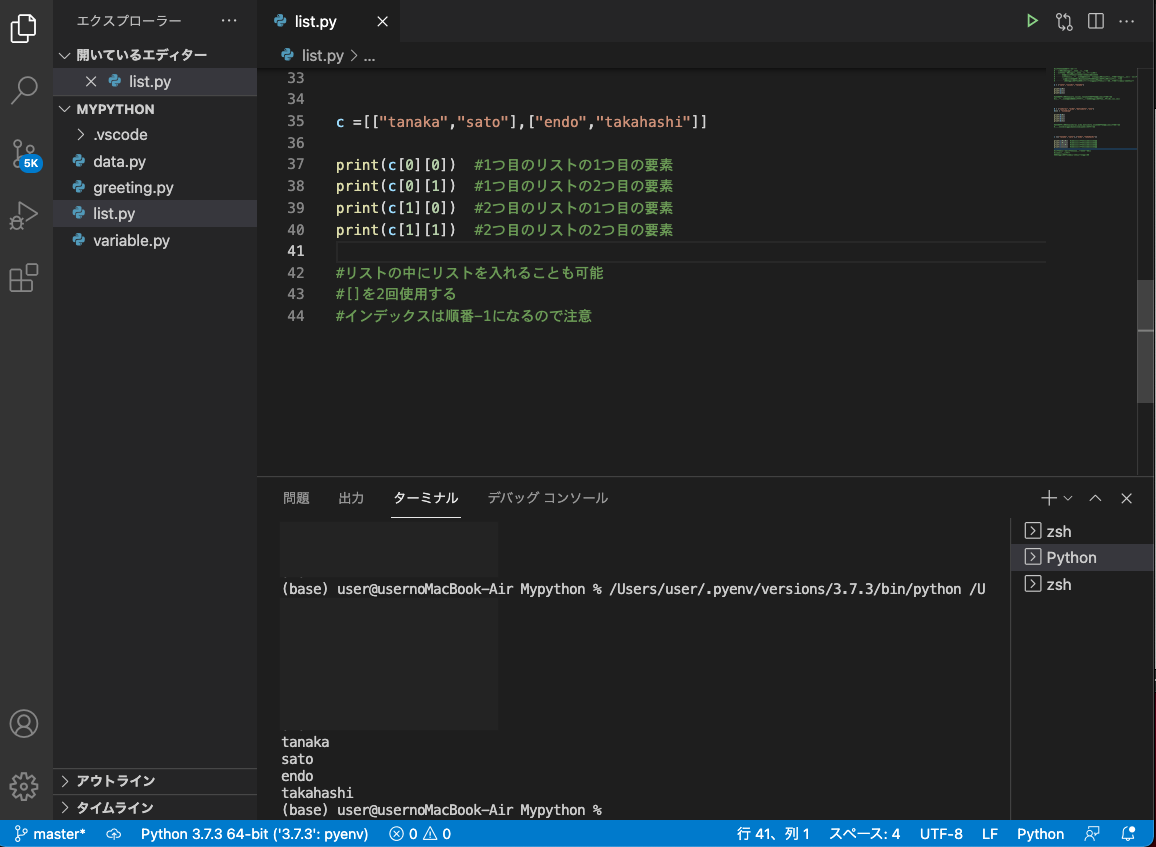 エクスプローラー ···
開いているエディター
list.py
MYPYTHON
.vscode
data.py
greeting.py
list.py
variable.py
アウトライン
タイムライン
5K
list.py
list.py > ...
33
34
35 c =[["tanaka","sato"],["endo","takahashi"]]
36
37 print(c[0][0]) #1つ目のリストの1つ目の要素
38 print(c[0][1]) #1つ目のリストの2つ目の要素
39 print(c[1][0]) #2つ目のリストの1つ目の要素
40 print(c[1][1]) #2つ目のリストの2つ目の要素
41
42 #リストの中にリストを入れることも可能
43 #[]を2回使用する
44 #インデックスは順番-1になるので注意
問題 出力 ターミナル デバッグ コンソール
(base) user@usernoMacBook-Air Mypython % /Users/user/.pyenv/versions/3.7.3/bin/python /U
tanaka
sato
endo
takahashi
(base) user@usernoMacBook-Air Mypython %
zsh
Python
zsh
master* Python 3.7.3 64-bit ('3.7.3': pyenv) 0 0 行 41、列 1 スペース: 4 UTF-8 LF Python